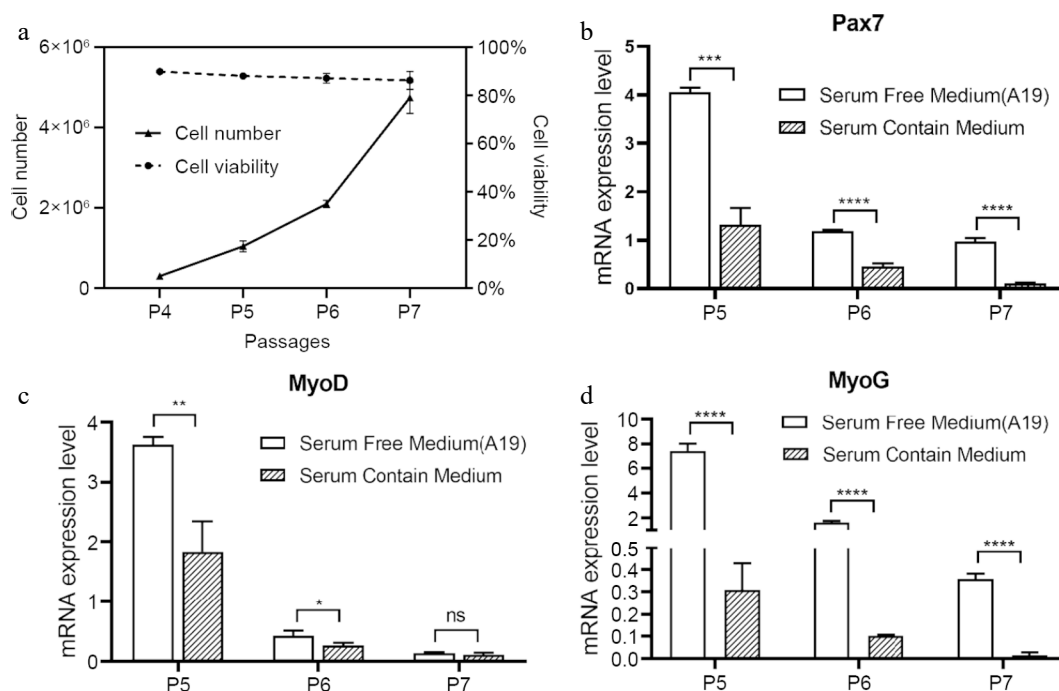 a
6×10⁶
4×10⁶
2×10⁶
0
Cell number
100%
80%
60%
40%
20%
0%
Cell viability
Cell number
Cell viability
P4 P5 P6 P7
Passages
b
Pax7
5
4
3
2
1
0
mRNA expression level
***
****
****
Serum Free Medium(A19)
Serum Contain Medium
P5 P6 P7
c
MyoD
4
3
2
1
0
mRNA expression level
**
*
ns
Serum Free Medium(A19)
Serum Contain Medium
P5 P6 P7
d
MyoG
10
8
6
4
2
0.5
0.4
0.3
0.2
0.1
0.0
mRNA expression level
****
****
****
Serum Free Medium(A19)
Serum Contain Medium
P5 P6 P7